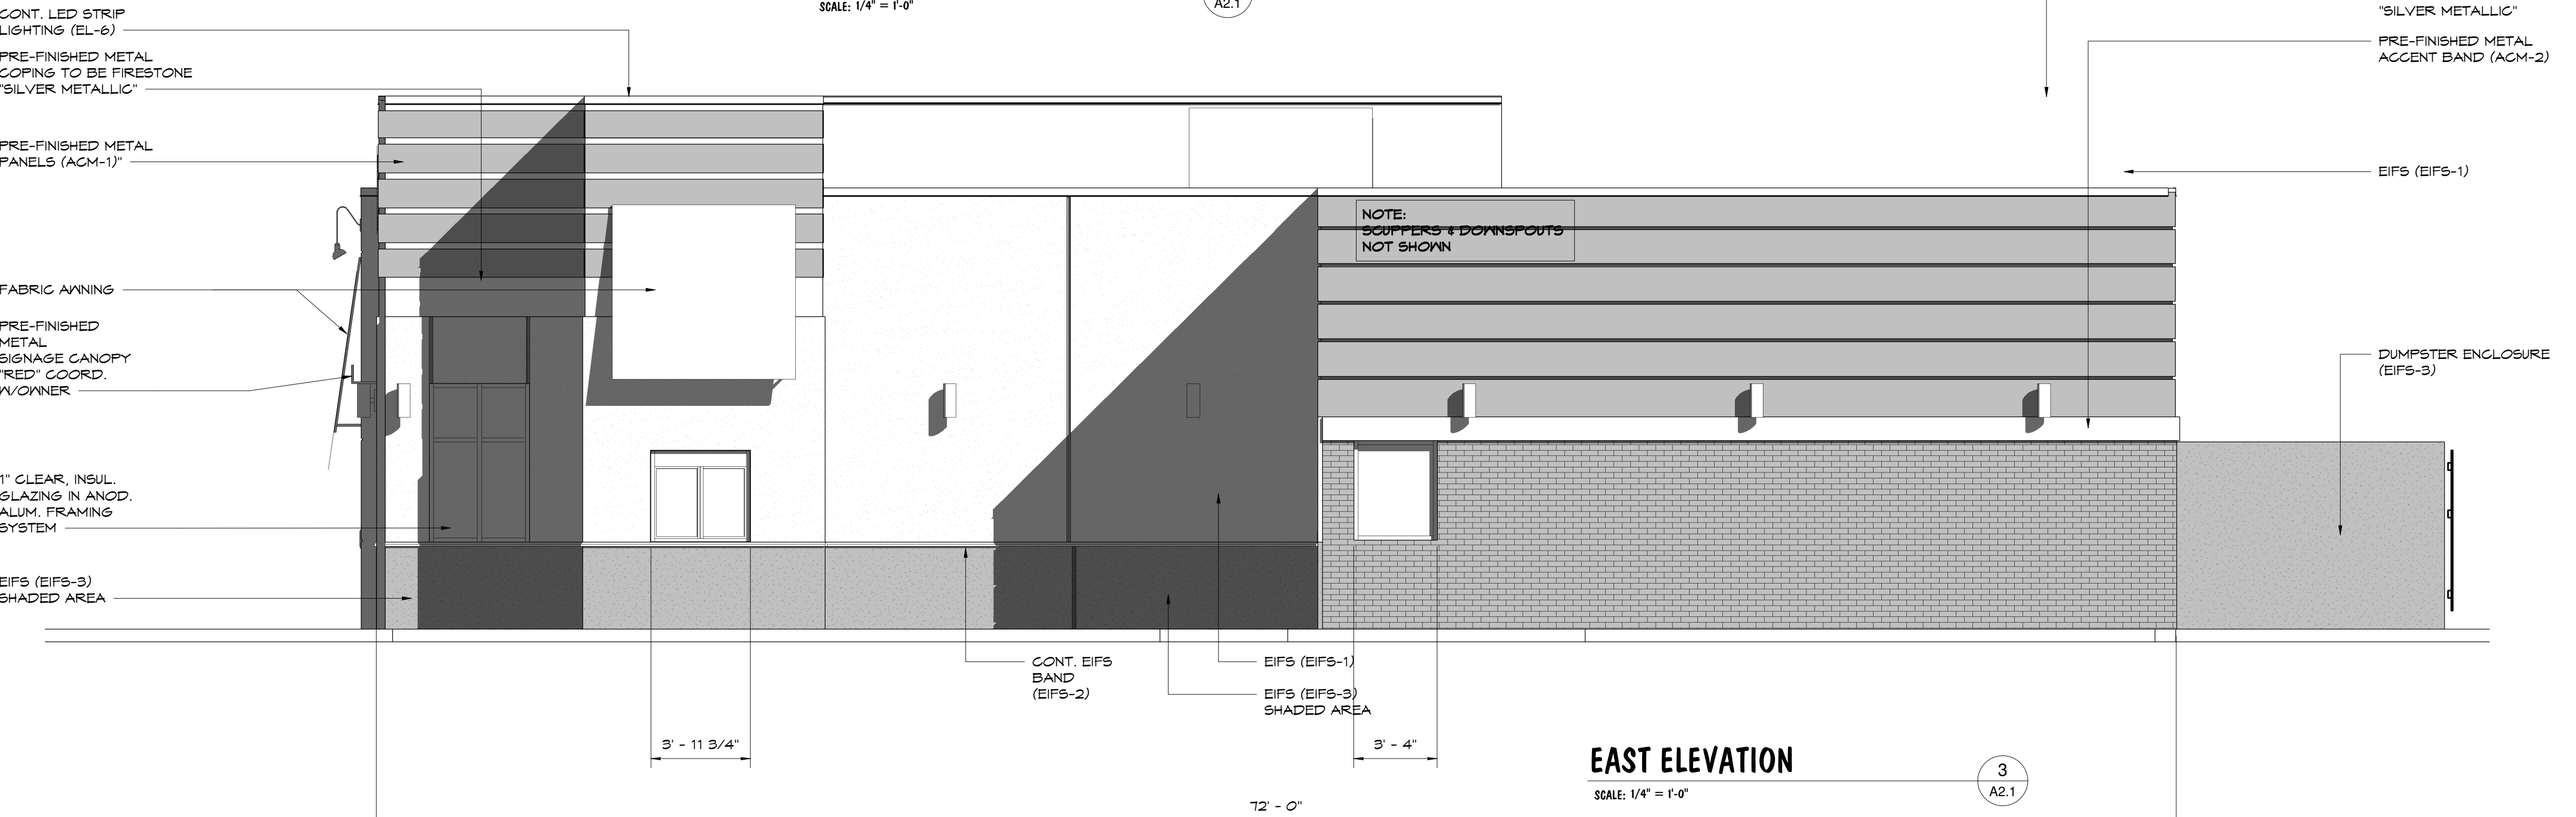 SCALE: 1/4" = 1'-0"
A2.1
CONT. LED STRIP
LIGHTING (EL-6)
PRE-FINISHED METAL
COPING TO BE FIRESTONE
"SILVER METALLIC"
PRE-FINISHED METAL
PANELS (ACM-1)"
FABRIC AWNING
PRE-FINISHED
METAL
SIGNAGE CANOPY
"RED" COORD.
W/OWNER
1" CLEAR, INSUL.
GLAZING IN ANOD.
ALUM. FRAMING
SYSTEM
EIFS (EIFS-3)
SHADED AREA
NOTE:
SCUPPERS & DOWNSPOUTS
NOT SHOWN
"SILVER METALLIC"
PRE-FINISHED METAL
ACCENT BAND (ACM-2)
EIFS (EIFS-1)
DUMPSTER ENCLOSURE
(EIFS-3)
CONT. EIFS
BAND
(EIFS-2)
EIFS (EIFS-1)
EIFS (EIFS-3)
SHADED AREA
3' - 11 3/4"
3' - 4"
72' - 0"
EAST ELEVATION
SCALE: 1/4" = 1'-0"
3
A2.1